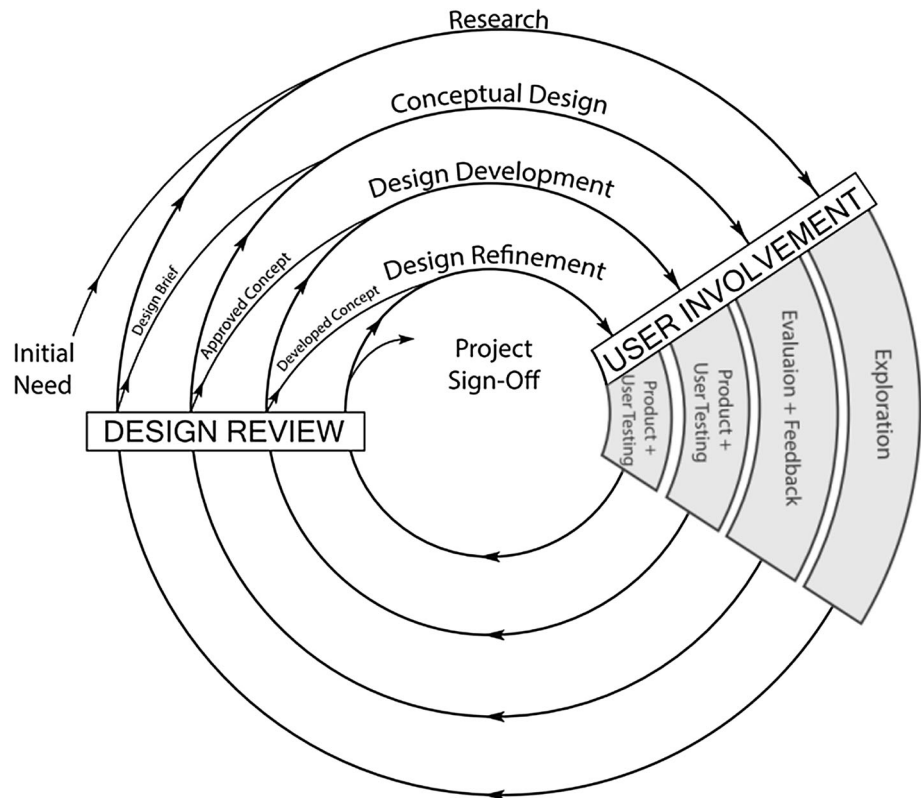 Research
Conceptual Design
Design Development
Design Refinement
Design Brief
Approved Concept
Developed Concept
Initial
Need
Project
Sign-Off
DESIGN REVIEW
USER INVOLVEMENT
Product +
User Testing
Product +
User Testing
Evaluaion + Feedback
Exploration